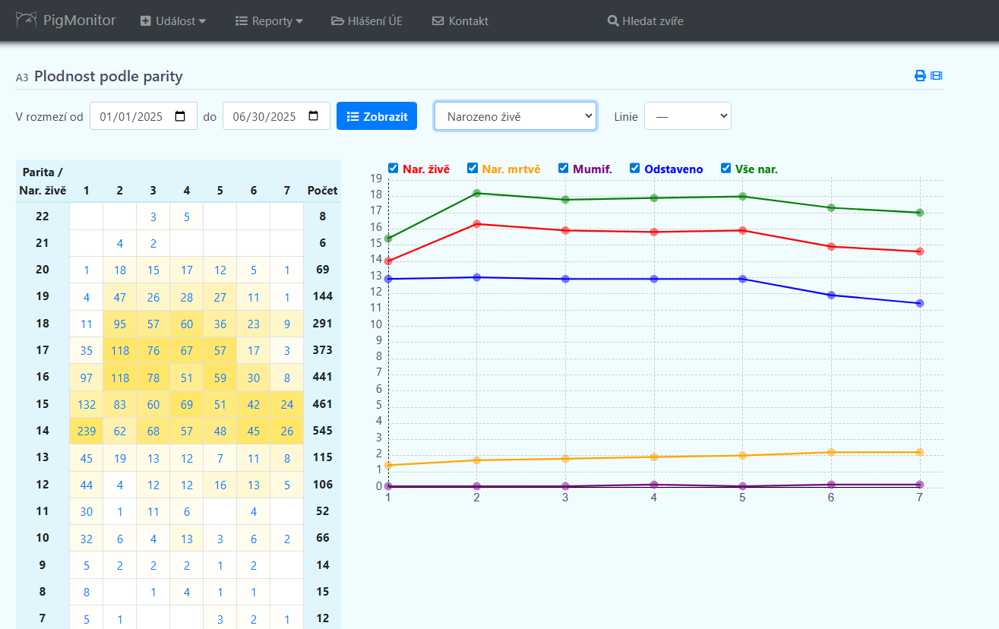 PigMonitor Událost Reporty Hlášení ÚE Kontakt Hledat zvíře
A3 Plodnost podle parity
V rozmezí od 01/01/2025 do 06/30/2025 Zobrazit Narozeno živě Linie —
Parita /
Nar. živě 1 2 3 4 5 6 7 Počet
22 3 5 8
21 4 2 6
20 1 18 15 17 12 5 1 69
19 4 47 26 28 27 11 1 144
18 11 95 57 60 36 23 9 291
17 35 118 76 67 57 17 3 373
16 97 118 78 51 59 30 8 441
15 132 83 60 69 51 42 24 461
14 239 62 68 57 48 45 26 545
13 45 19 13 12 7 11 8 115
12 44 4 12 12 16 13 5 106
11 30 1 11 6 4 52
10 32 6 4 13 3 6 2 66
9 5 2 2 2 1 2 14
8 8 1 4 1 1 15
7 5 1 3 2 1 12
Nar. živě Nar. mrtvě Mumif. Odstaveno Vše nar.
19
18
17
16
15
14
13
12
11
10
9
8
7
6
5
4
3
2
1
0
1 2 3 4 5 6 7